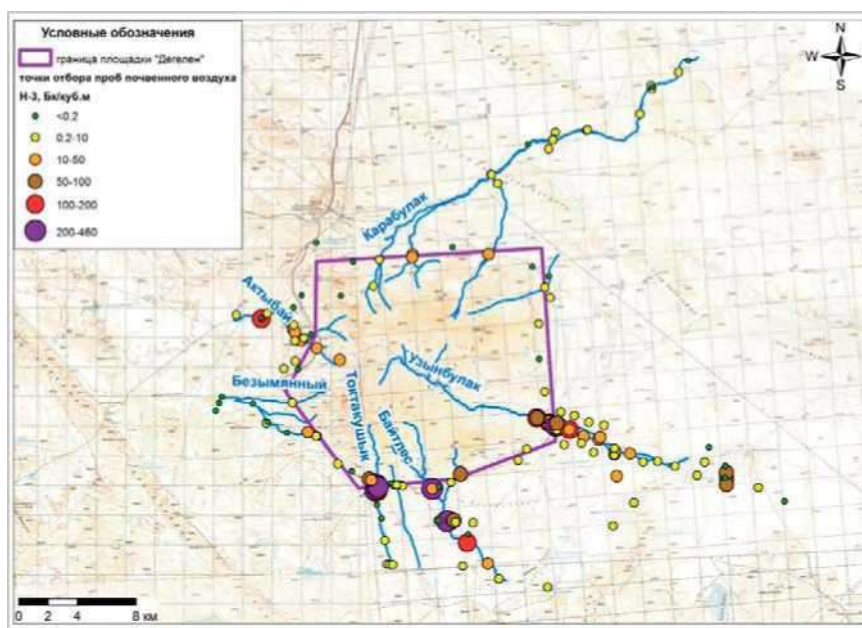 Условные обозначения
граница площадки "Дегелен"
точки отбора проб почвенного воздуха
Н-3, Бк/куб.м
<0.2
0.2-10
10-50
50-100
100-200
200-460
N
W
E
S
Карабулак
Актыбай
Безымянный
Токтакушык
Байтлес
Узынбулак
0 2 4 8 км